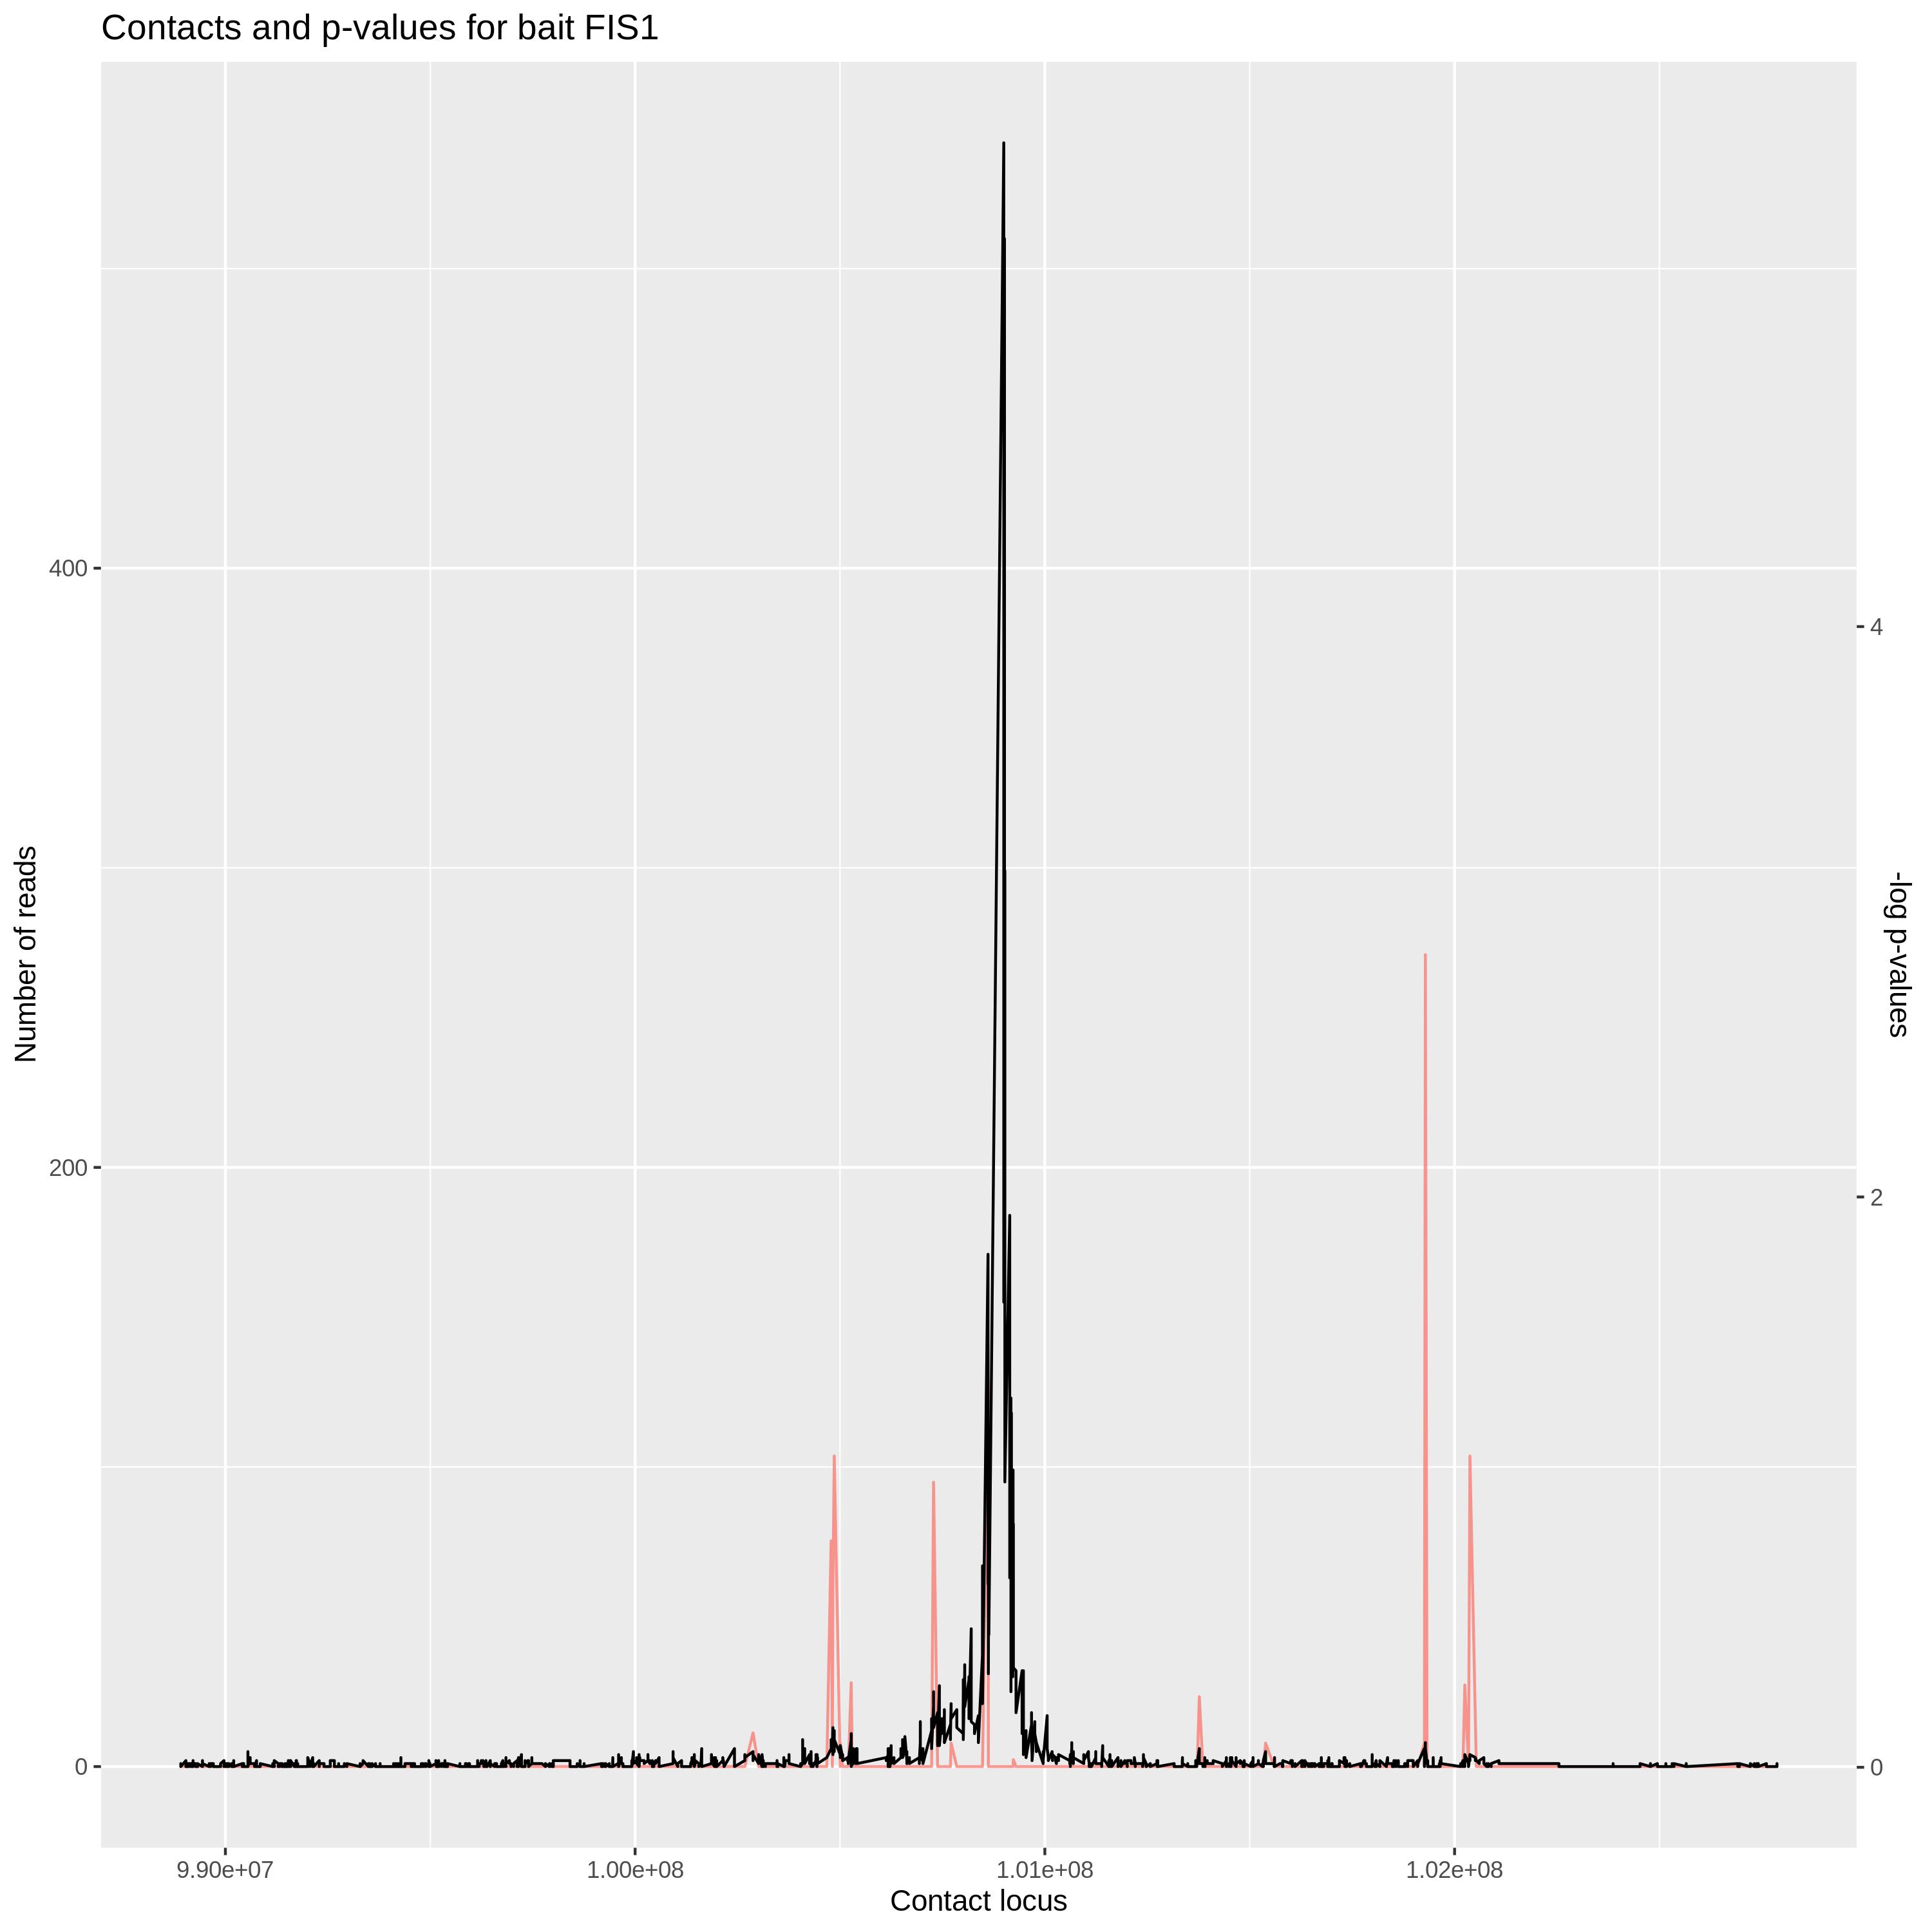 Contacts and p-values for bait FIS1
Number of reads
400
200
0
4
2
0
-log p-values
9.90e+07
1.00e+08
1.01e+08
1.02e+08
Contact locus